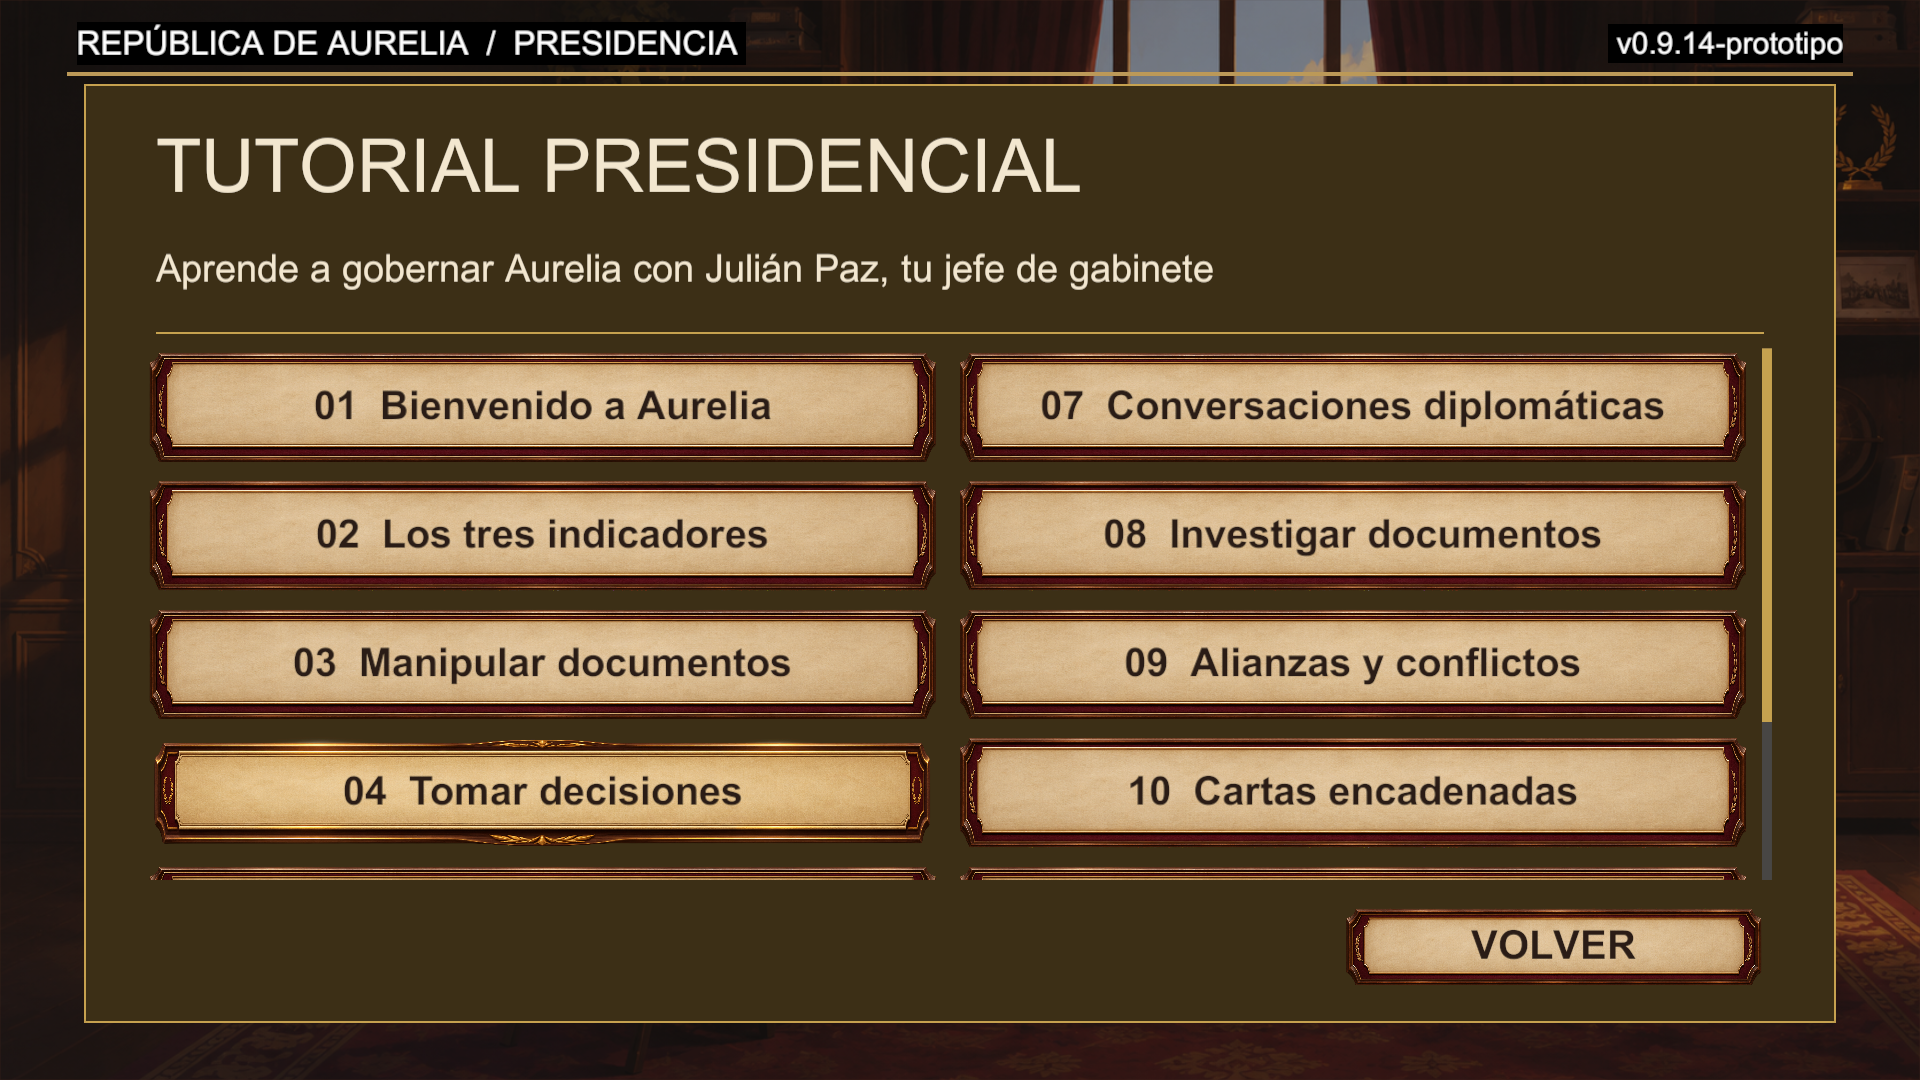 REPÚBLICA DE AURELIA / PRESIDENCIA
v0.9.14-prototipo
TUTORIAL PRESIDENCIAL
Aprende a gobernar Aurelia con Julián Paz, tu jefe de gabinete
01 Bienvenido a Aurelia
02 Los tres indicadores
03 Manipular documentos
04 Tomar decisiones
07 Conversaciones diplomáticas
08 Investigar documentos
09 Alianzas y conflictos
10 Cartas encadenadas
VOLVER